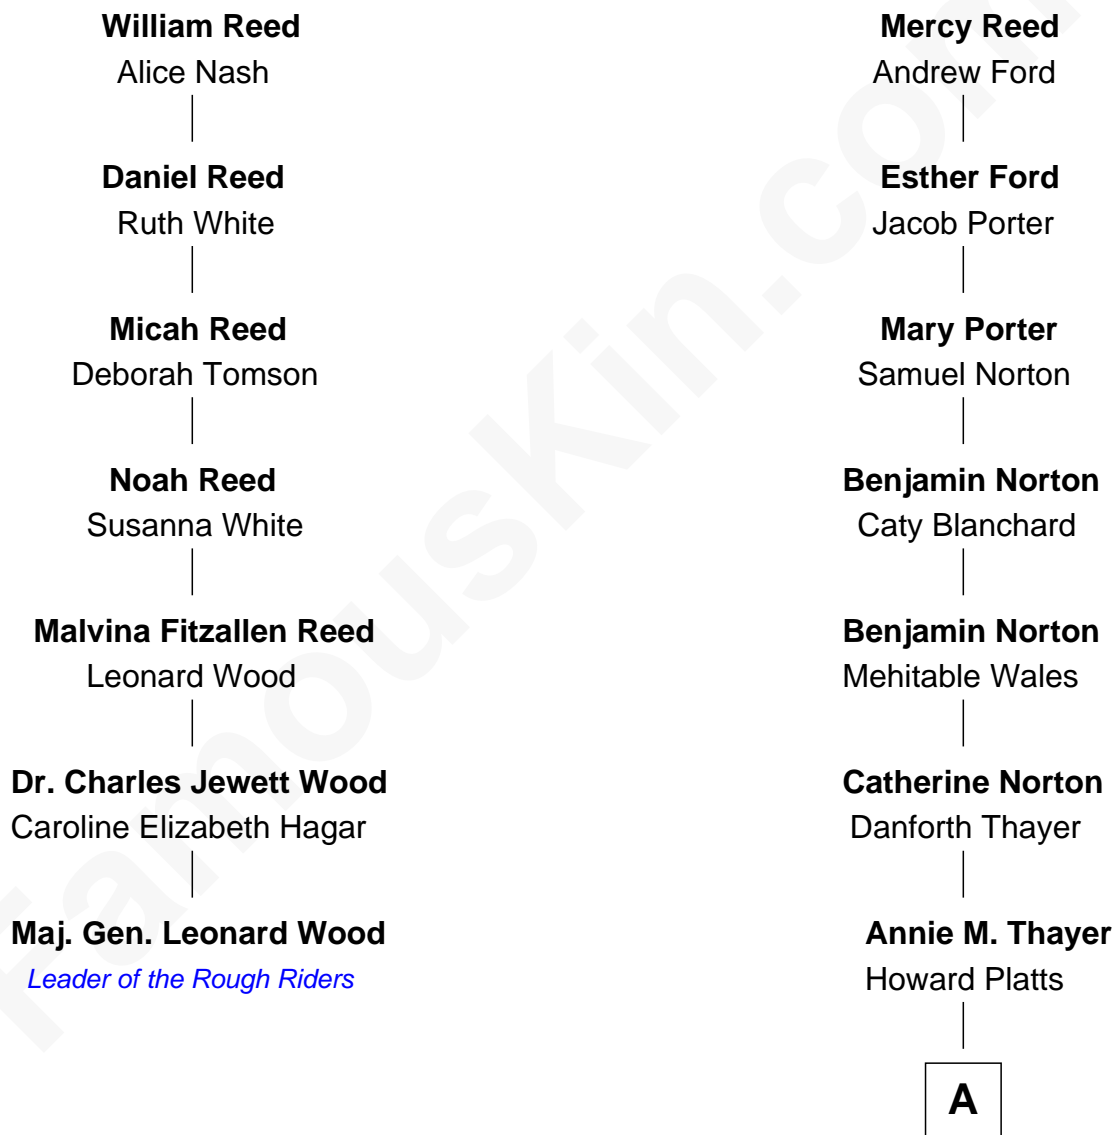 William Reed
Alice Nash
Daniel Reed
Ruth White
Micah Reed
Deborah Tomson
Noah Reed
Susanna White
Malvina Fitzallen Reed
Leonard Wood
Dr. Charles Jewett Wood
Caroline Elizabeth Hagar
Maj. Gen. Leonard Wood
Leader of the Rough Riders
Mercy Reed
Andrew Ford
Esther Ford
Jacob Porter
Mary Porter
Samuel Norton
Benjamin Norton
Caty Blanchard
Benjamin Norton
Mehitable Wales
Catherine Norton
Danforth Thayer
Annie M. Thayer
Howard Platts
A
FamousKin.com